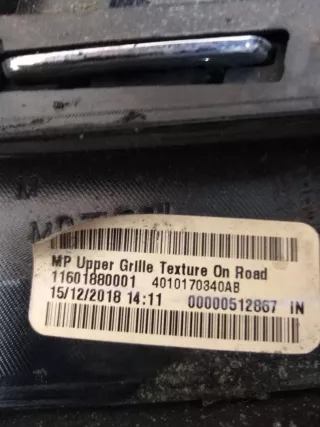 MP Upper Grille Texture On Road
11601880001 4010170340AB
15/12/2018 14:11 00000512867 IN